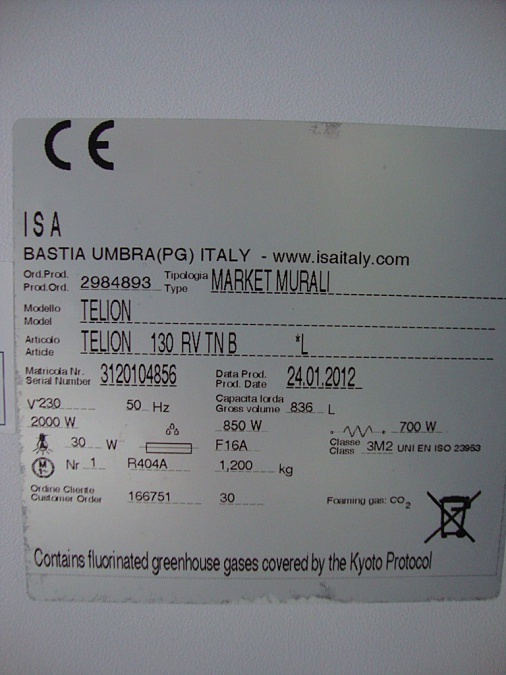 CE
ISA
BASTIA UMBRA(PG) ITALY - www.isaitaly.com
Ord.Prod. Prod.Ord. 2984893 Tipologia Type MARKET MURALI
Modello Model TELION
Articolo Article TELION 130 RV TN B *L
Matricola Nr. Serial Number 3120104856 Data Prod. Prod. Date 24.01.2012
V~230 50 Hz Capacita lorda Gross volume 836 L
2000 W 850 W 700 W
30 W F16A Classe Class 3M2 UNI EN ISO 23953
M Nr 1 R404A 1,200 kg
Ordine Cliente Customer Order 166751 30 Foaming gas: CO2
Contains fluorinated greenhouse gases covered by the Kyoto Protocol